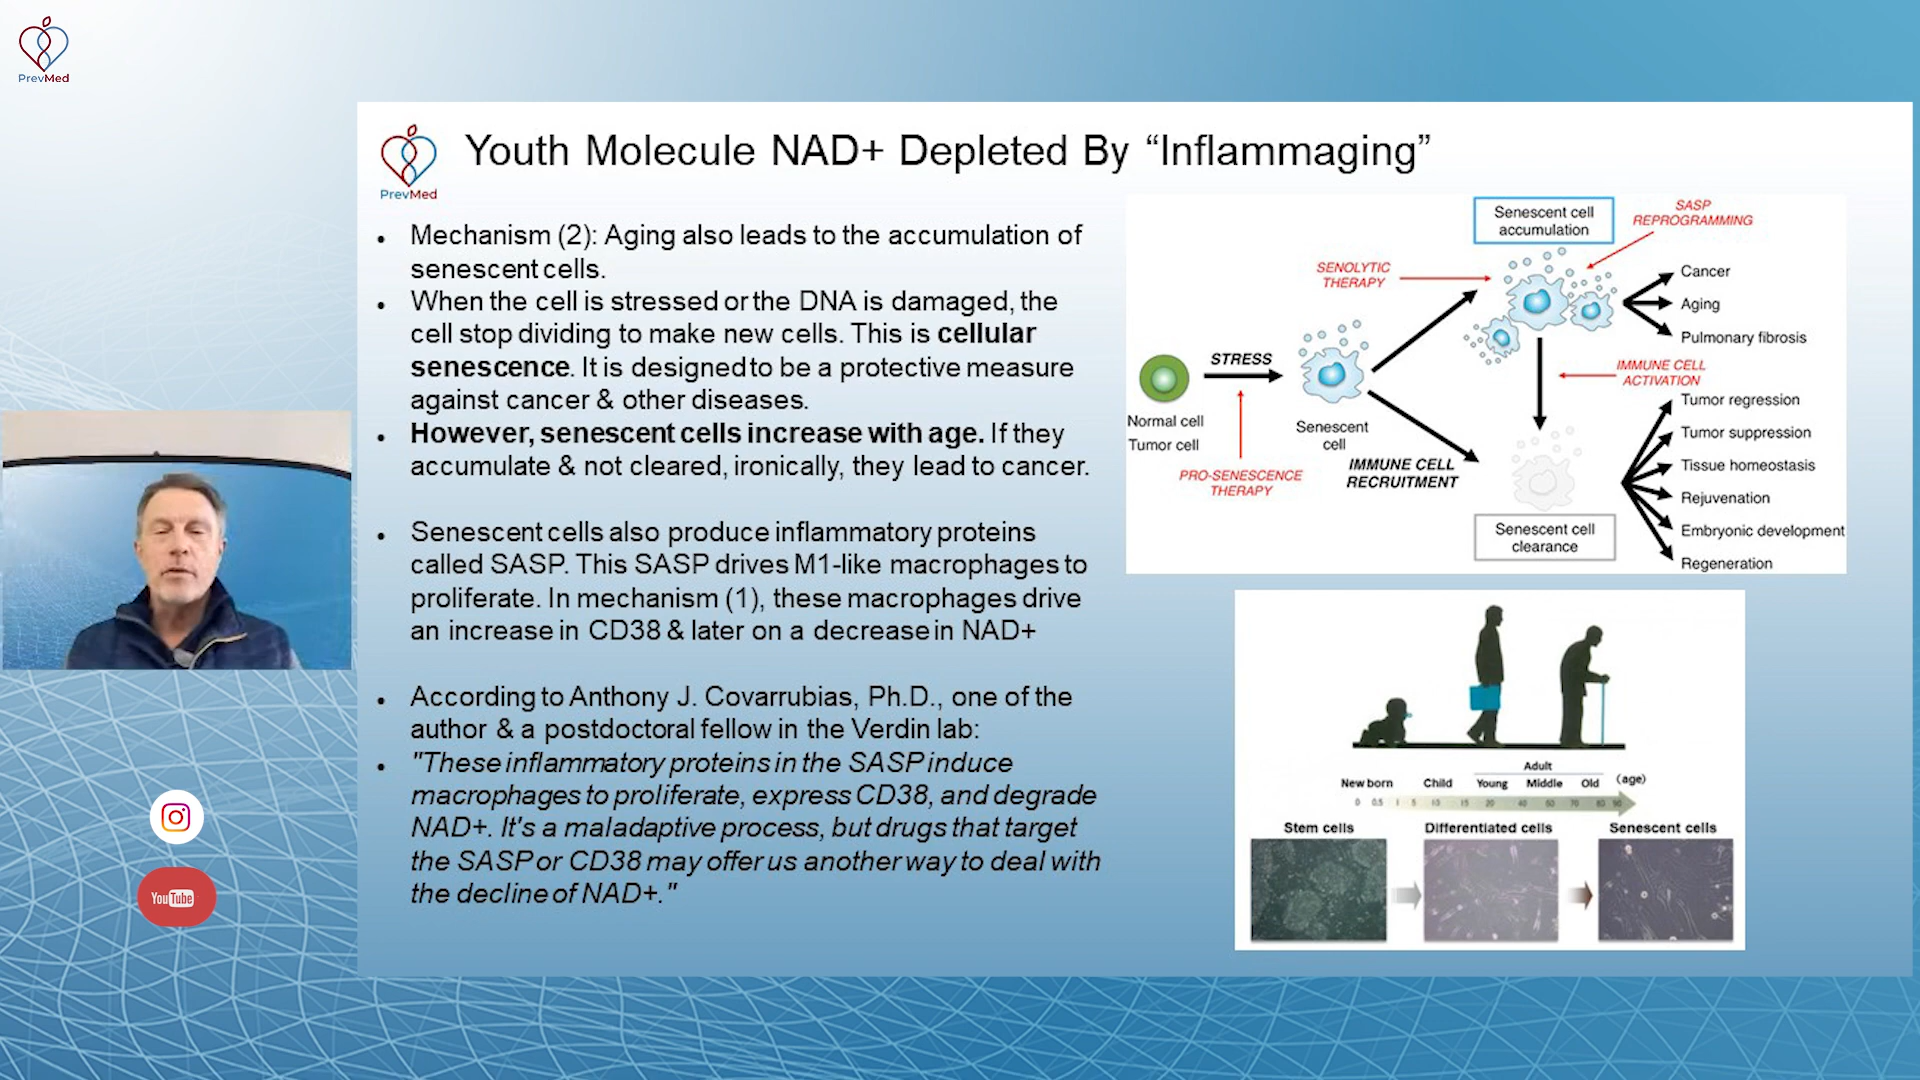 PrevMed
PrevMed
Youth Molecule NAD+ Depleted By “Inflammaging”
Mechanism (2): Aging also leads to the accumulation of
senescent cells.
When the cell is stressed or the DNA is damaged, the
cell stop dividing to make new cells. This is cellular
senescence. It is designed to be a protective measure
against cancer & other diseases.
However, senescent cells increase with age. If they
accumulate & not cleared, ironically, they lead to cancer.
Senescent cells also produce inflammatory proteins
called SASP. This SASP drives M1-like macrophages to
proliferate. In mechanism (1), these macrophages drive
an increase in CD38 & later on a decrease in NAD+
According to Anthony J. Covarrubias, Ph.D., one of the
author & a postdoctoral fellow in the Verdin lab:
"These inflammatory proteins in the SASP induce
macrophages to proliferate, express CD38, and degrade
NAD+. It's a maladaptive process, but drugs that target
the SASP or CD38 may offer us another way to deal with
the decline of NAD+."
Senescent cell
accumulation
SASP
REPROGRAMMING
SENOLYTIC
THERAPY
Cancer
Aging
Pulmonary fibrosis
STRESS
IMMUNE CELL
ACTIVATION
Normal cell
Tumor cell
Senescent
cell
PRO-SENESCENCE
THERAPY
IMMUNE CELL
RECRUITMENT
Tumor regression
Tumor suppression
Tissue homeostasis
Rejuvenation
Embryonic development
Regeneration
Senescent cell
clearance
Adult
New born Child Young Middle Old (age)
0 0.5 1 5 10 15 20 40 50 70 80 90
Stem cells Differentiated cells Senescent cells
YouTube